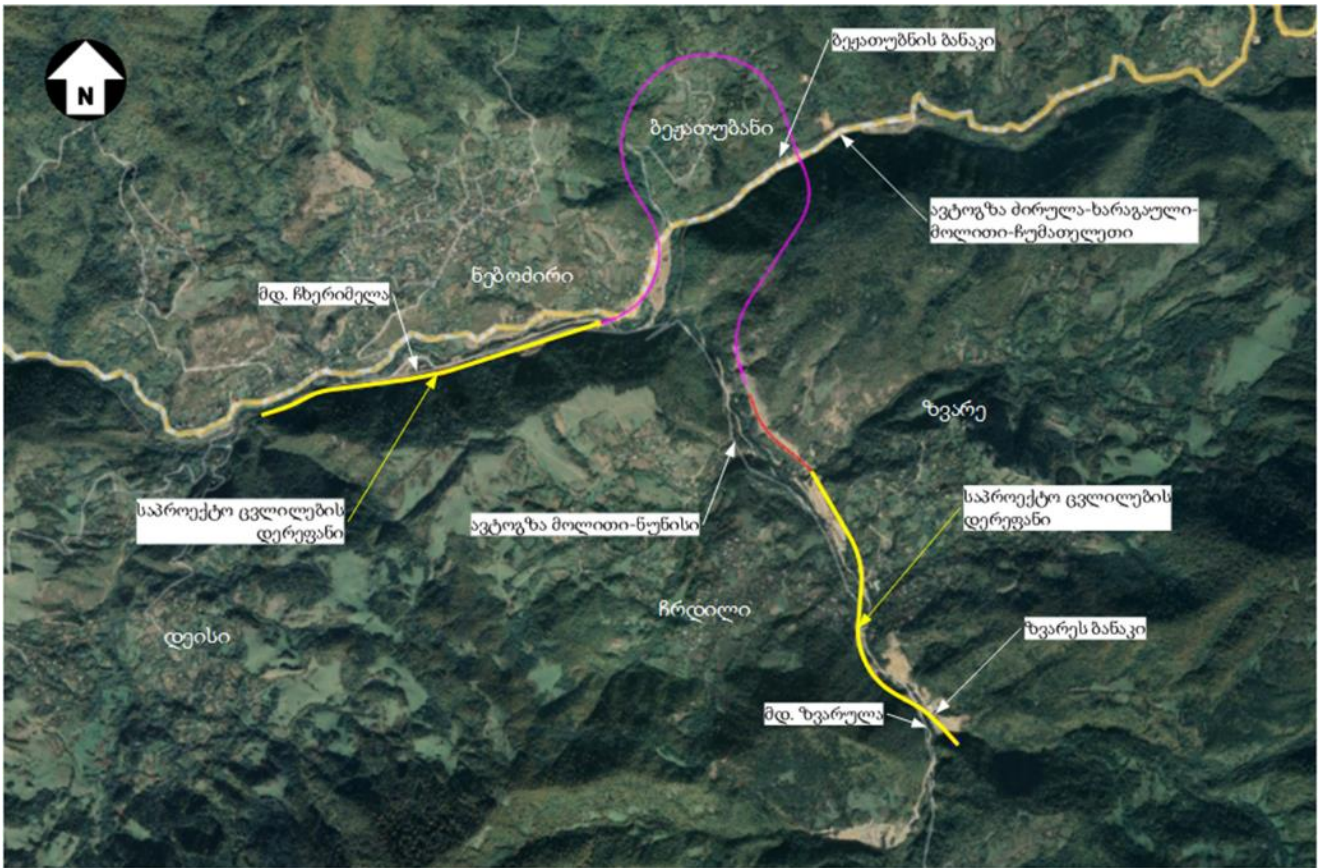 ბეჟათუბნის ბანაკი
N
ბეჟათუბანი
ავტოგზა ძირულა-ხარაგაული-
მოლითი-ჩუმათელეთი
ნებოძირი
მდ. ჩხერიმელა
ზვარე
საპროექტო ცვლილების
დერეფანი
ავტოგზა მოლითი-ნუნისი
საპროექტო ცვლილების
დერეფანი
ჩრდილი
დეისი
ზვარეს ბანაკი
მდ. ზვარულა